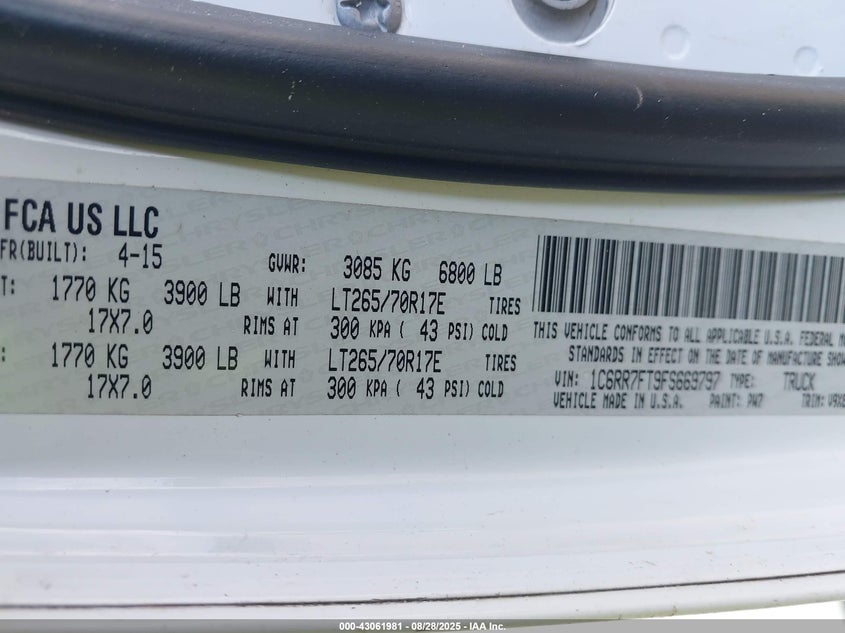 FCA US LLC
FR(BUILT): 4-15 GVWR: 3085 KG 6800 LB
T: 1770 KG 3900 LB WITH LT265/70R17E TIRES
17X7.0 RIMS AT 300 KPA ( 43 PSI) COLD
: 1770 KG 3900 LB WITH LT265/70R17E TIRES
17X7.0 RIMS AT 300 KPA ( 43 PSI) COLD
THIS VEHICLE CONFORMS TO ALL APPLICABLE U.S.A. FEDERAL M
STANDARDS IN EFFECT ON THE DATE OF MANUFACTURE SHOW
VIN: 1C6RR7FT9FS669797 TYPE: TRUCK
VEHICLE MADE IN U.S.A. PAINT: PW7 TRIM: V9X8
000-43061981 - 08/28/2025 - IAA Inc.